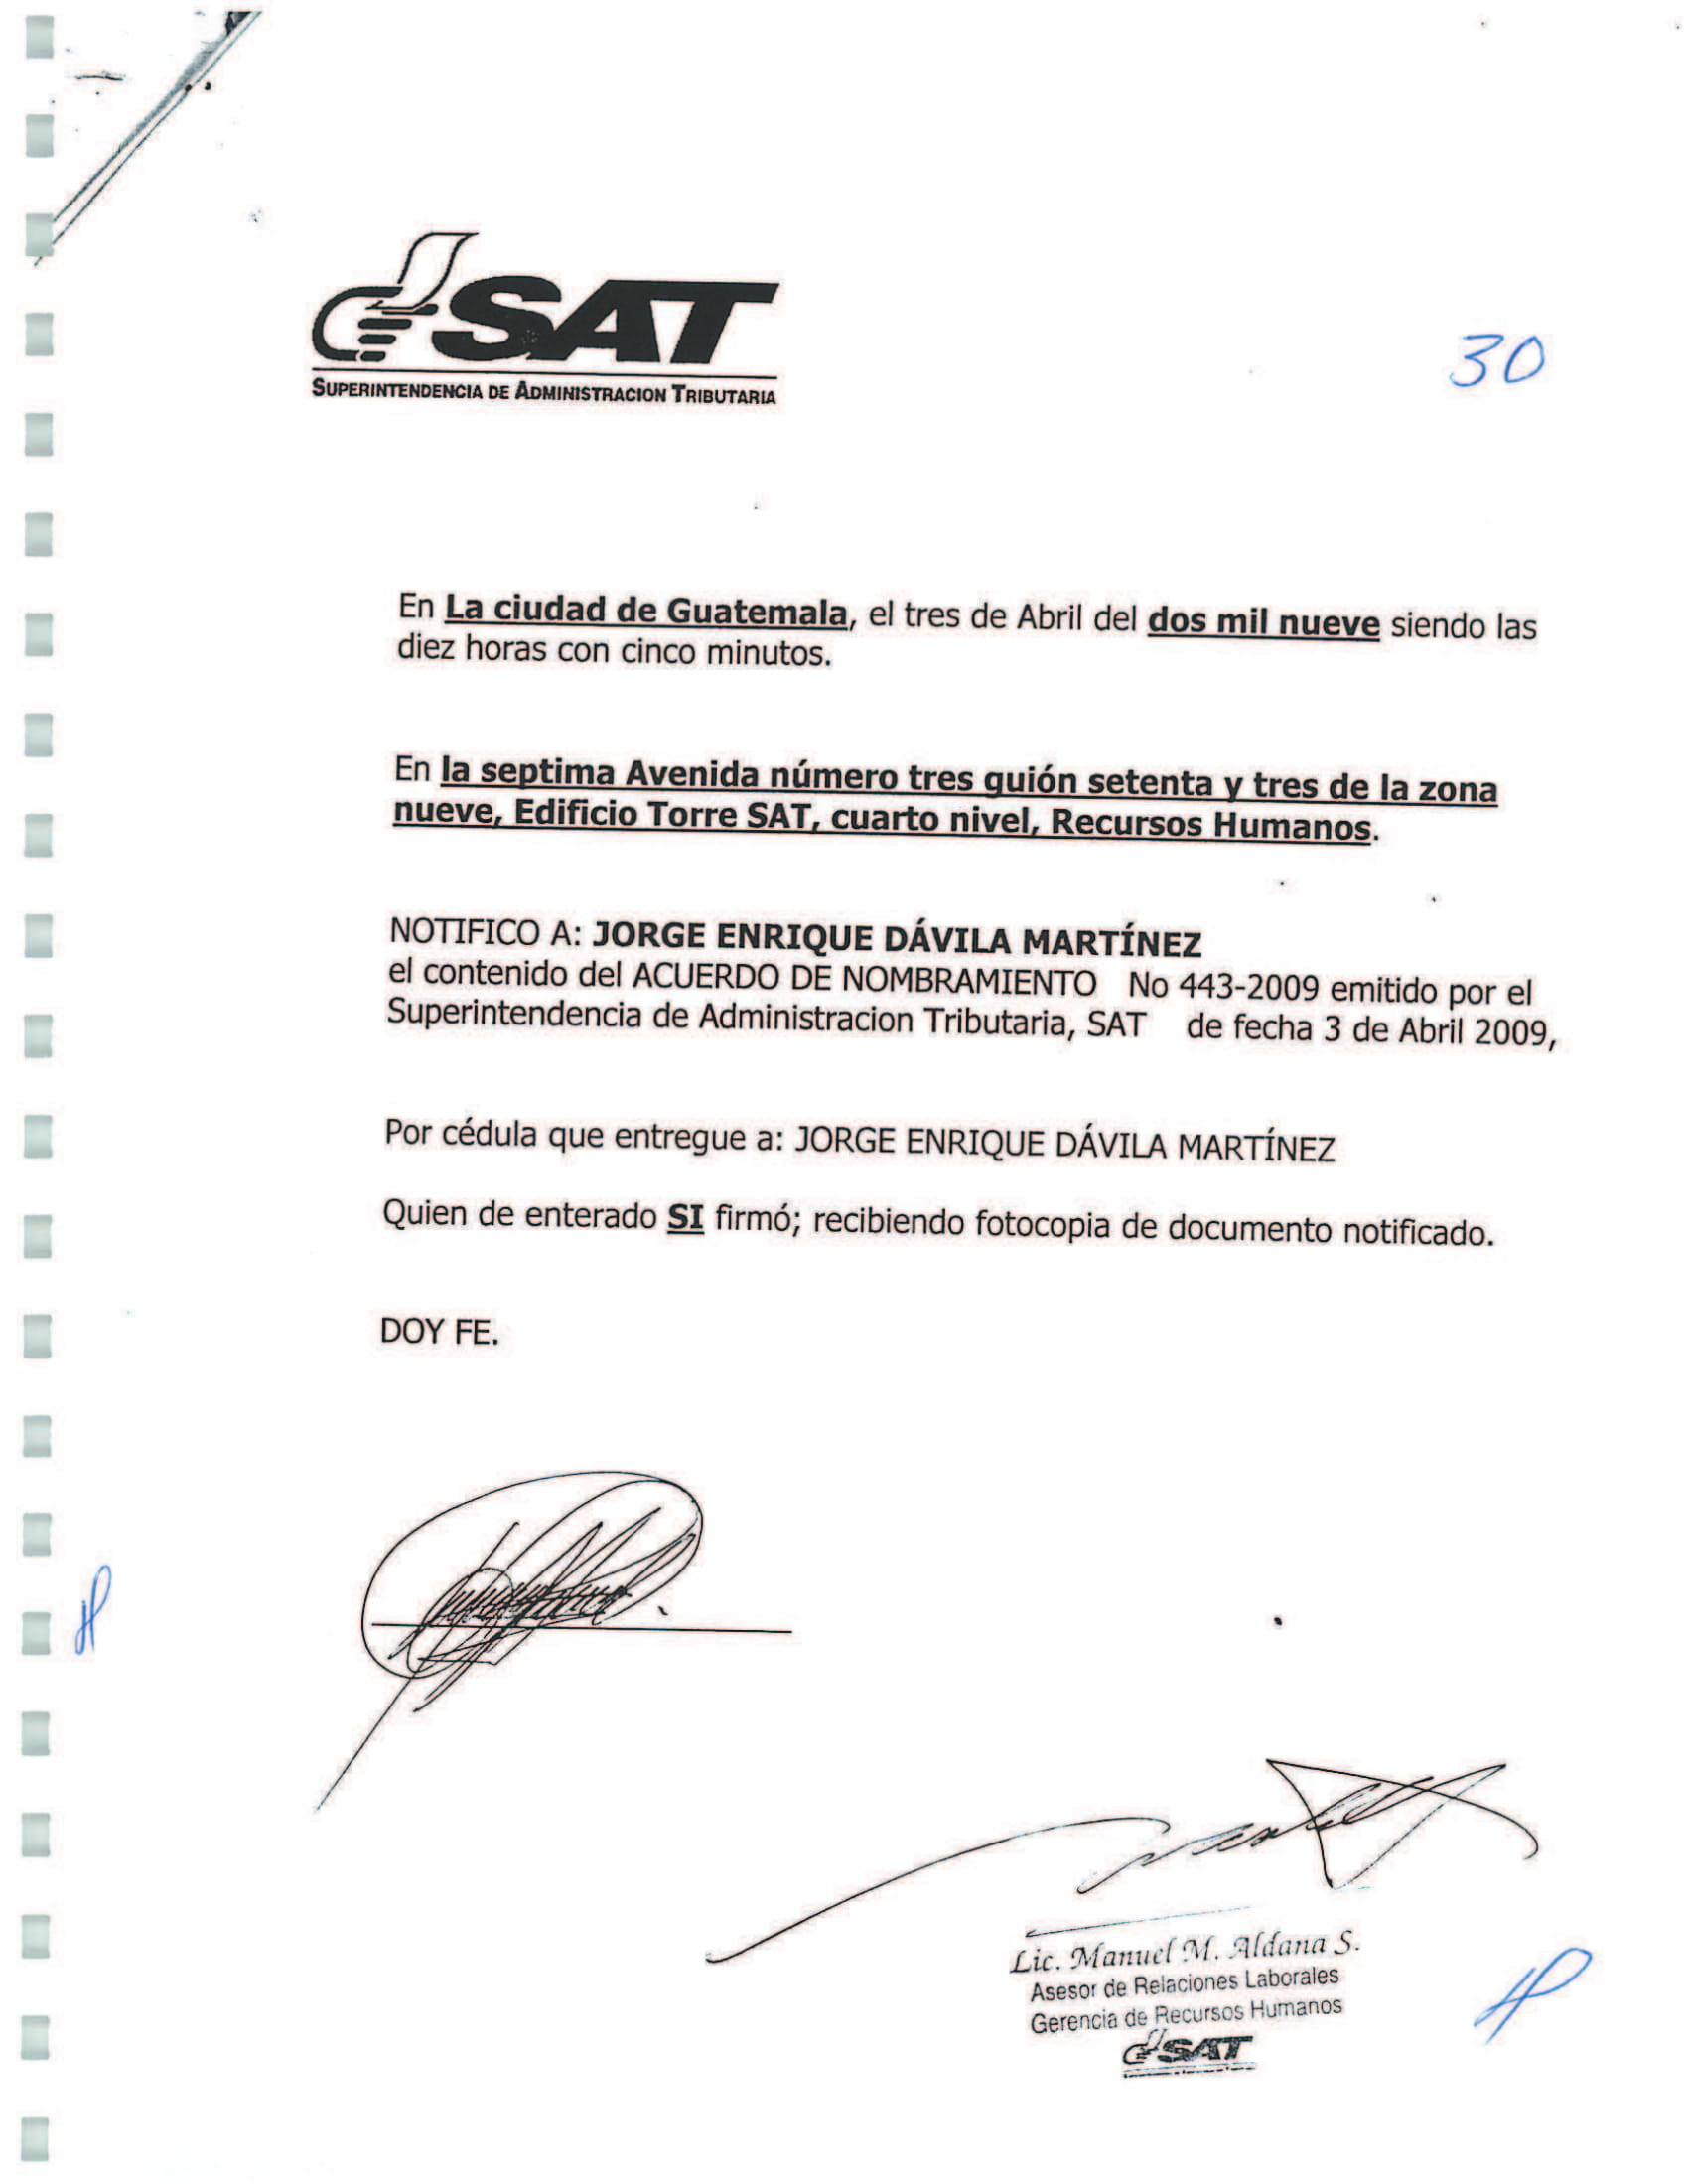 SAT
SUPERINTENDENCIA DE ADMINISTRACION TRIBUTARIA
30
En La ciudad de Guatemala, el tres de Abril del dos mil nueve siendo las
diez horas con cinco minutos.
En la septima Avenida número tres guión setenta y tres de la zona
nueve, Edificio Torre SAT, cuarto nivel, Recursos Humanos.
NOTIFICO A: JORGE ENRIQUE DÁVILA MARTÍNEZ
el contenido del ACUERDO DE NOMBRAMIENTO No 443-2009 emitido por el
Superintendencia de Administracion Tributaria, SAT de fecha 3 de Abril 2009,
Por cédula que entregue a: JORGE ENRIQUE DÁVILA MARTÍNEZ
Quien de enterado SI firmó; recibiendo fotocopia de documento notificado.
DOY FE.
Lic. Manuel M. Aldana S.
Asesor de Relaciones Laborales
Gerencia de Recursos Humanos
SAT